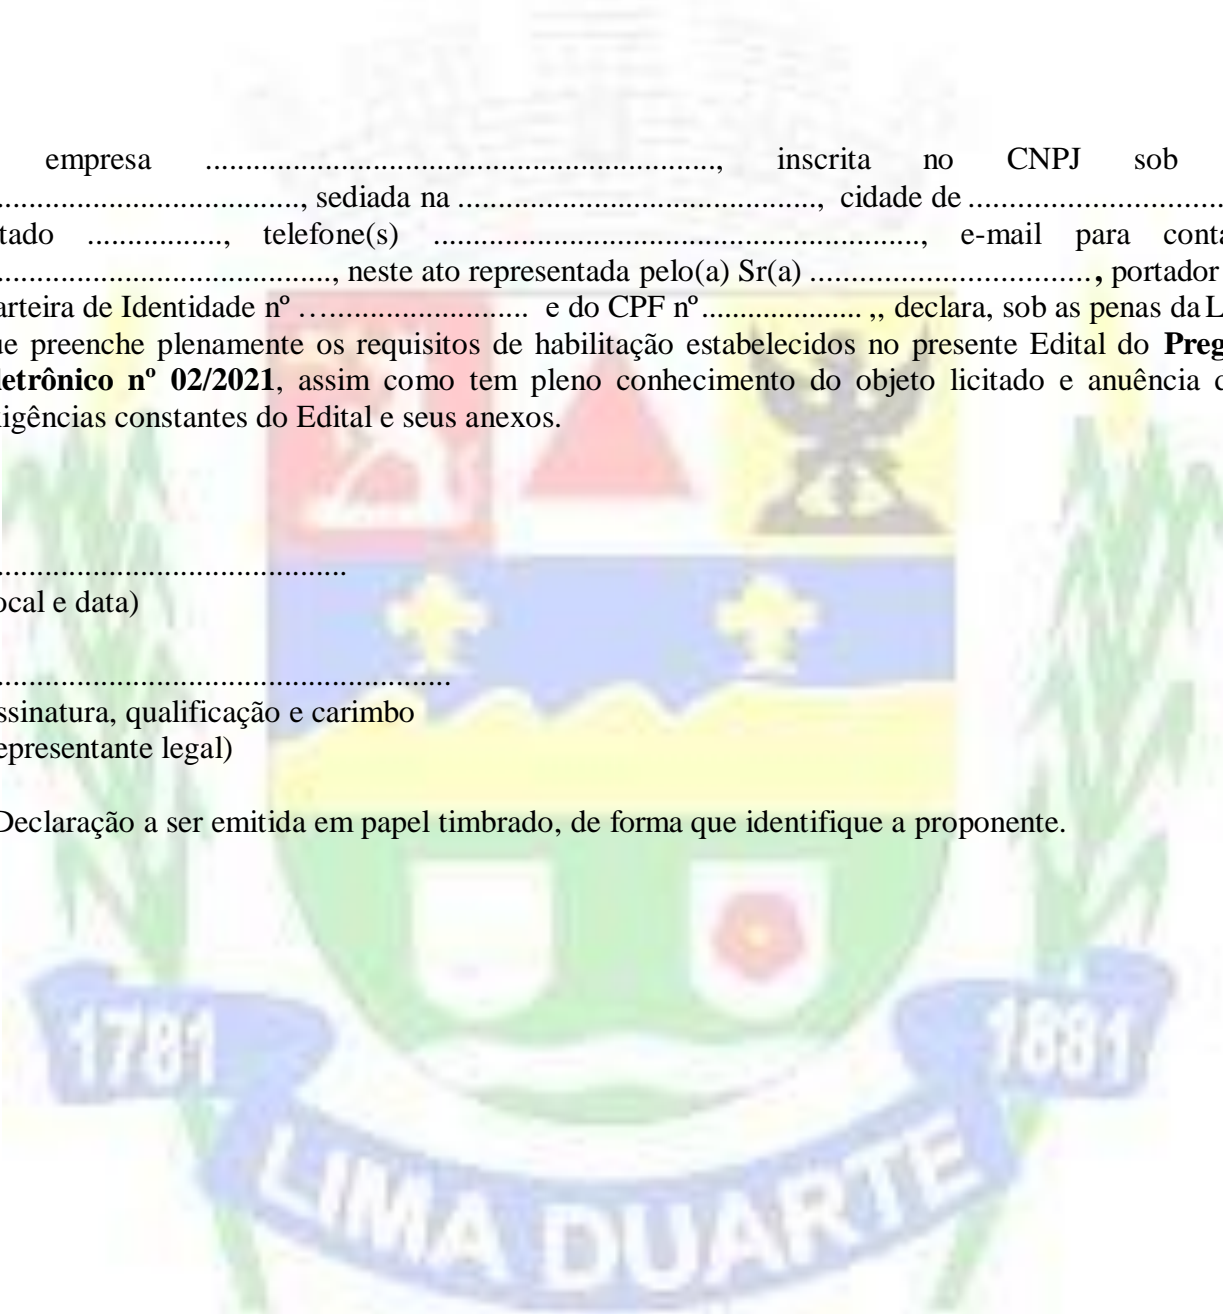 empresa ..............................................................., inscrita no CNPJ sob
......................................, sediada na ............................................, cidade de ................................
tado ................., telefone(s) ............................................................, e-mail para conta
.........................................., neste ato representada pelo(a) Sr(a) ..................................., portador
arteira de Identidade nº …......................... e do CPF nº.................... ,, declara, sob as penas da L
ue preenche plenamente os requisitos de habilitação estabelecidos no presente Edital do Preg
letrônico nº 02/2021, assim como tem pleno conhecimento do objeto licitado e anuência d
igências constantes do Edital e seus anexos.
............................................
ocal e data)
.........................................................
ssinatura, qualificação e carimbo
epresentante legal)
Declaração a ser emitida em papel timbrado, de forma que identifique a proponente.
1781
1881
LIMA DUARTE